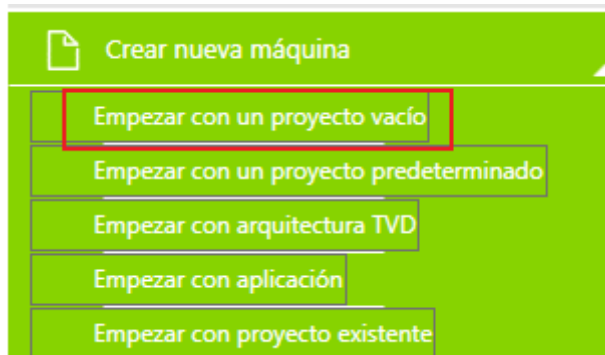 Crear nueva máquina
Empezar con un proyecto vacío
Empezar con un proyecto predeterminado
Empezar con arquitectura TVD
Empezar con aplicación
Empezar con proyecto existente